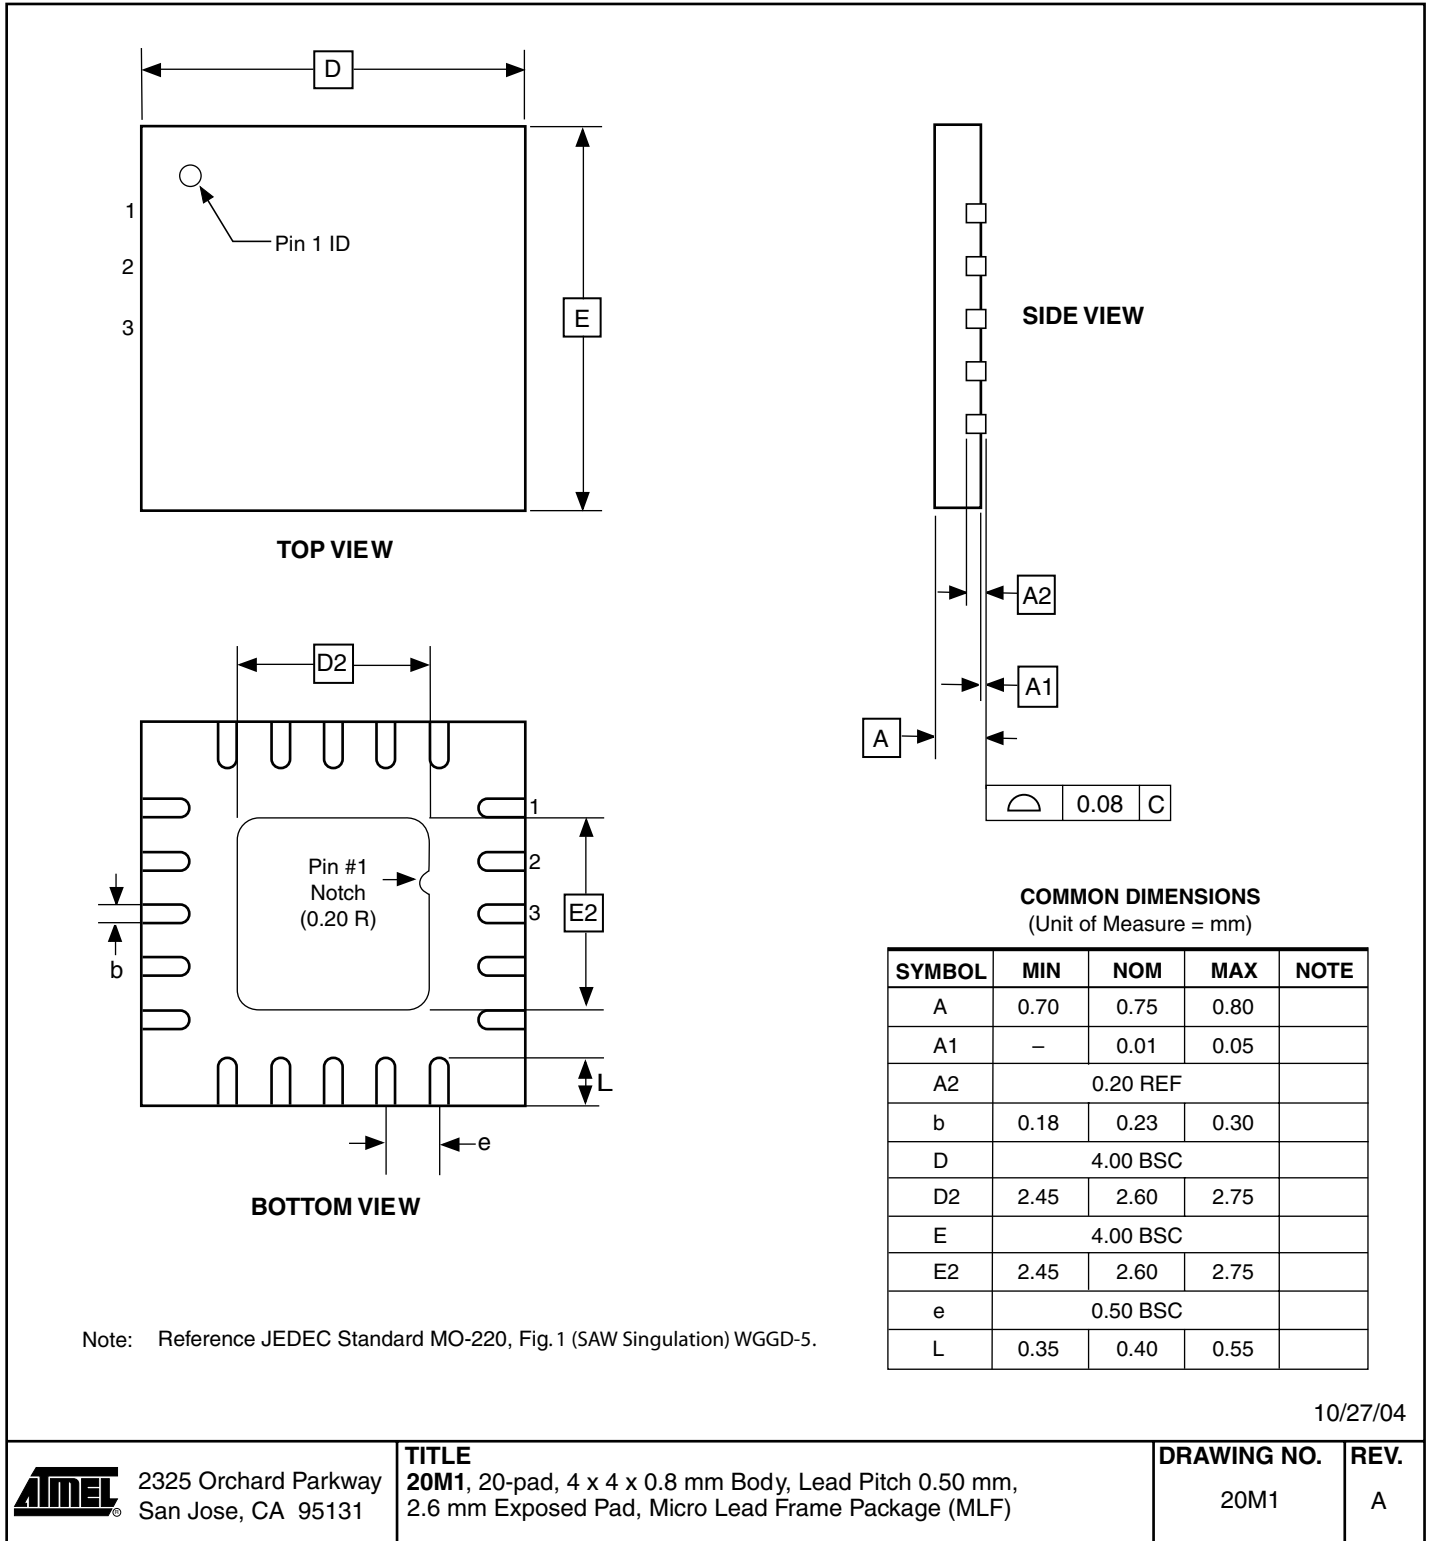 D
1
2
3
Pin 1 ID
E
TOP VIEW
SIDE VIEW
A2
A1
A
0.08 C
D2
1
2
3
Pin #1
Notch
(0.20 R)
E2
b
L
e
BOTTOM VIEW
COMMON DIMENSIONS
(Unit of Measure = mm)
SYMBOL MIN NOM MAX NOTE
A 0.70 0.75 0.80
A1 – 0.01 0.05
A2 0.20 REF
b 0.18 0.23 0.30
D 4.00 BSC
D2 2.45 2.60 2.75
E 4.00 BSC
E2 2.45 2.60 2.75
e 0.50 BSC
L 0.35 0.40 0.55
Note: Reference JEDEC Standard MO-220, Fig. 1 (SAW Singulation) WGGD-5.
10/27/04
ATMEL ®
2325 Orchard Parkway
San Jose, CA 95131
TITLE
20M1, 20-pad, 4 x 4 x 0.8 mm Body, Lead Pitch 0.50 mm,
2.6 mm Exposed Pad, Micro Lead Frame Package (MLF)
DRAWING NO.
20M1
REV.
A